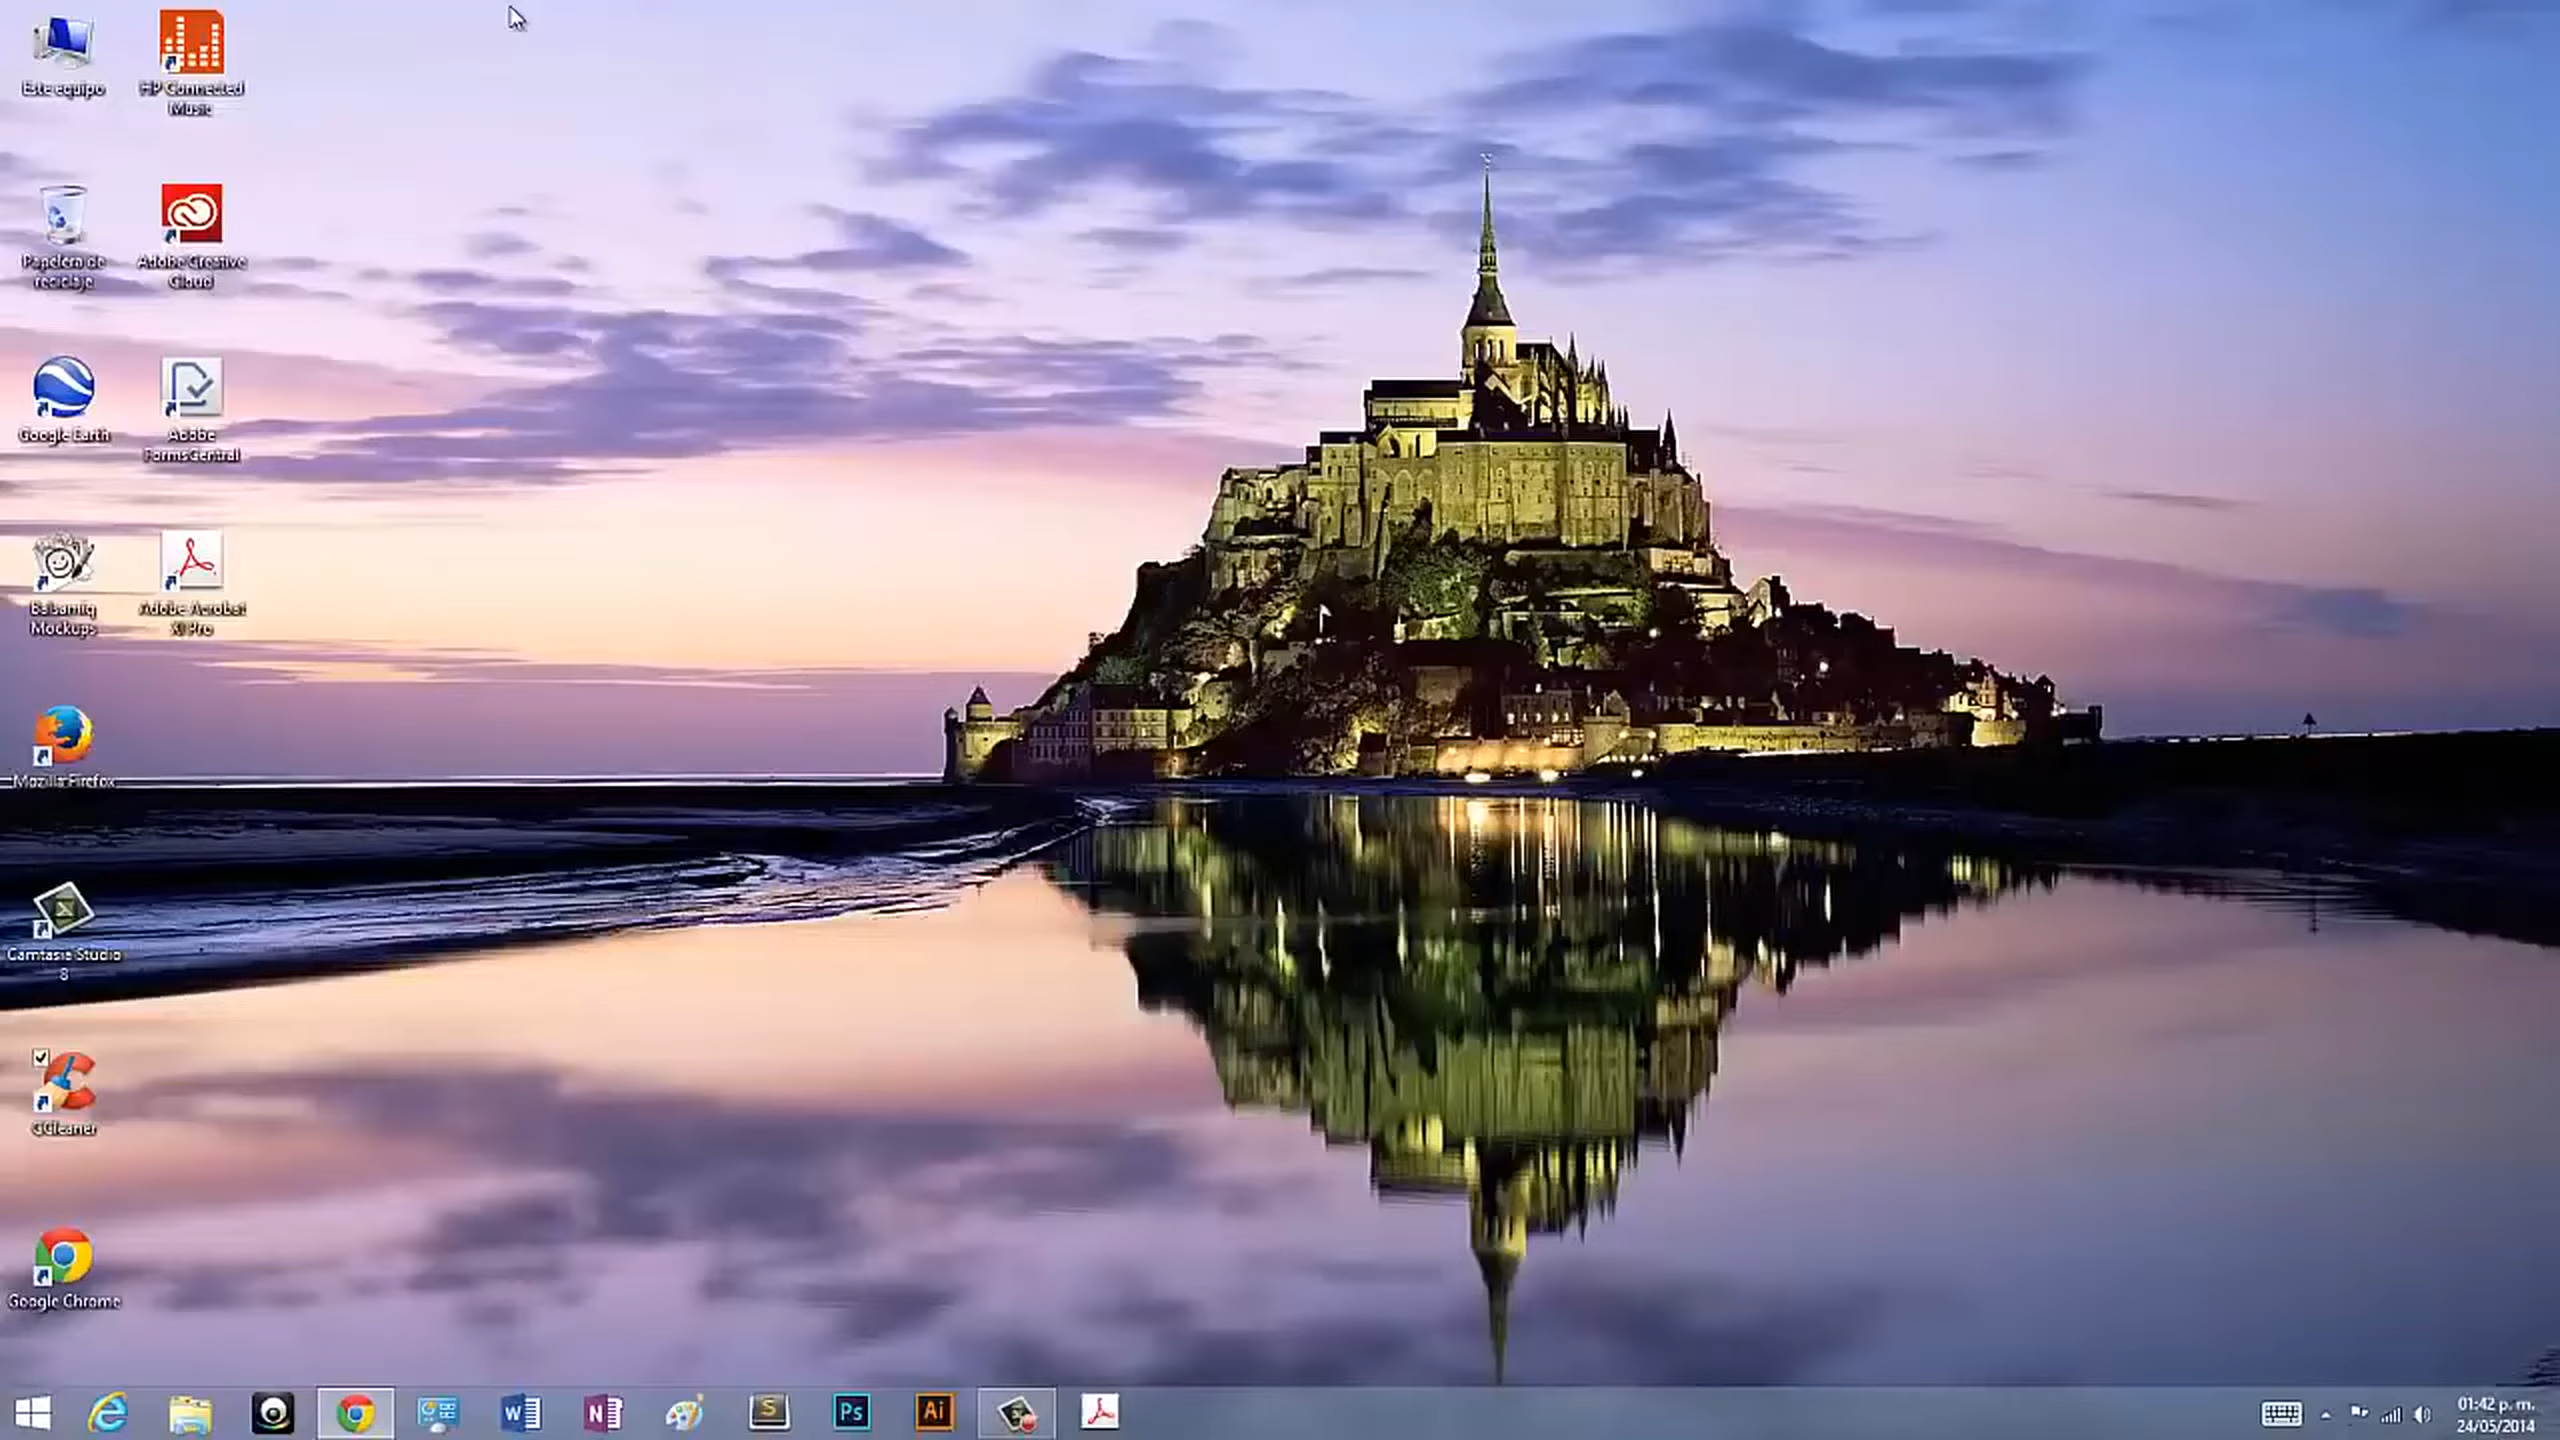 Este equipo
HP Connected
Music
Papelera de
reciclaje
Adobe Creative
Cloud
Google Earth
Adobe
FormsCentral
Balsamiq
Mockups
Adobe Acrobat
XI Pro
Mozilla Firefox
Camtasia Studio
8
CCleaner
Google Chrome
W
N
S
Ps
Ai
01:42 p. m.
24/05/2014